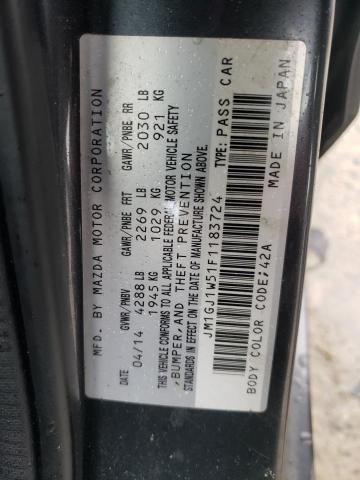 MFD. BY MAZDA MOTOR CORPORATION
DATE GVWR/PNBV GAWR/PNBE FRT GAWR/PNBE RR
04/14 4288 LB 2269 LB 2030 LB
1945 KG 1029 KG 921 KG
THIS VEHICLE CONFORMS TO ALL APPLICABLE FEDERAL MOTOR VEHICLE SAFETY
,BUMPER,AND THEFT PREVENTION
STANDARDS IN EFFECT ON THE DATE OF MANUFACTURE SHOWN ABOVE.
JM1GJ1W51F1183724 TYPE: PASS CAR
BODY COLOR CODE;42A MADE IN JAPAN